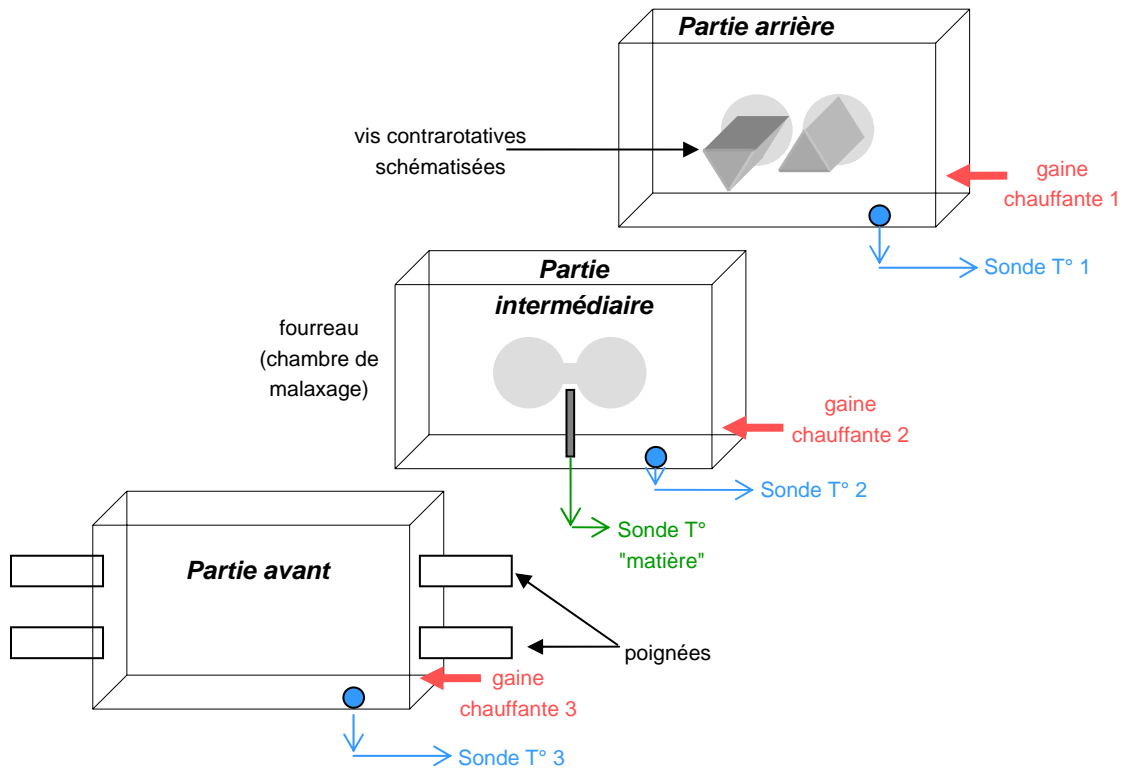 Partie arrière
vis contrarotatives
schématisées
gaine
chauffante 1
Sonde T° 1
Partie
intermédiaire
fourreau
(chambre de
malaxage)
gaine
chauffante 2
Sonde T° 2
Sonde T°
"matière"
Partie avant
poignées
gaine
chauffante 3
Sonde T° 3